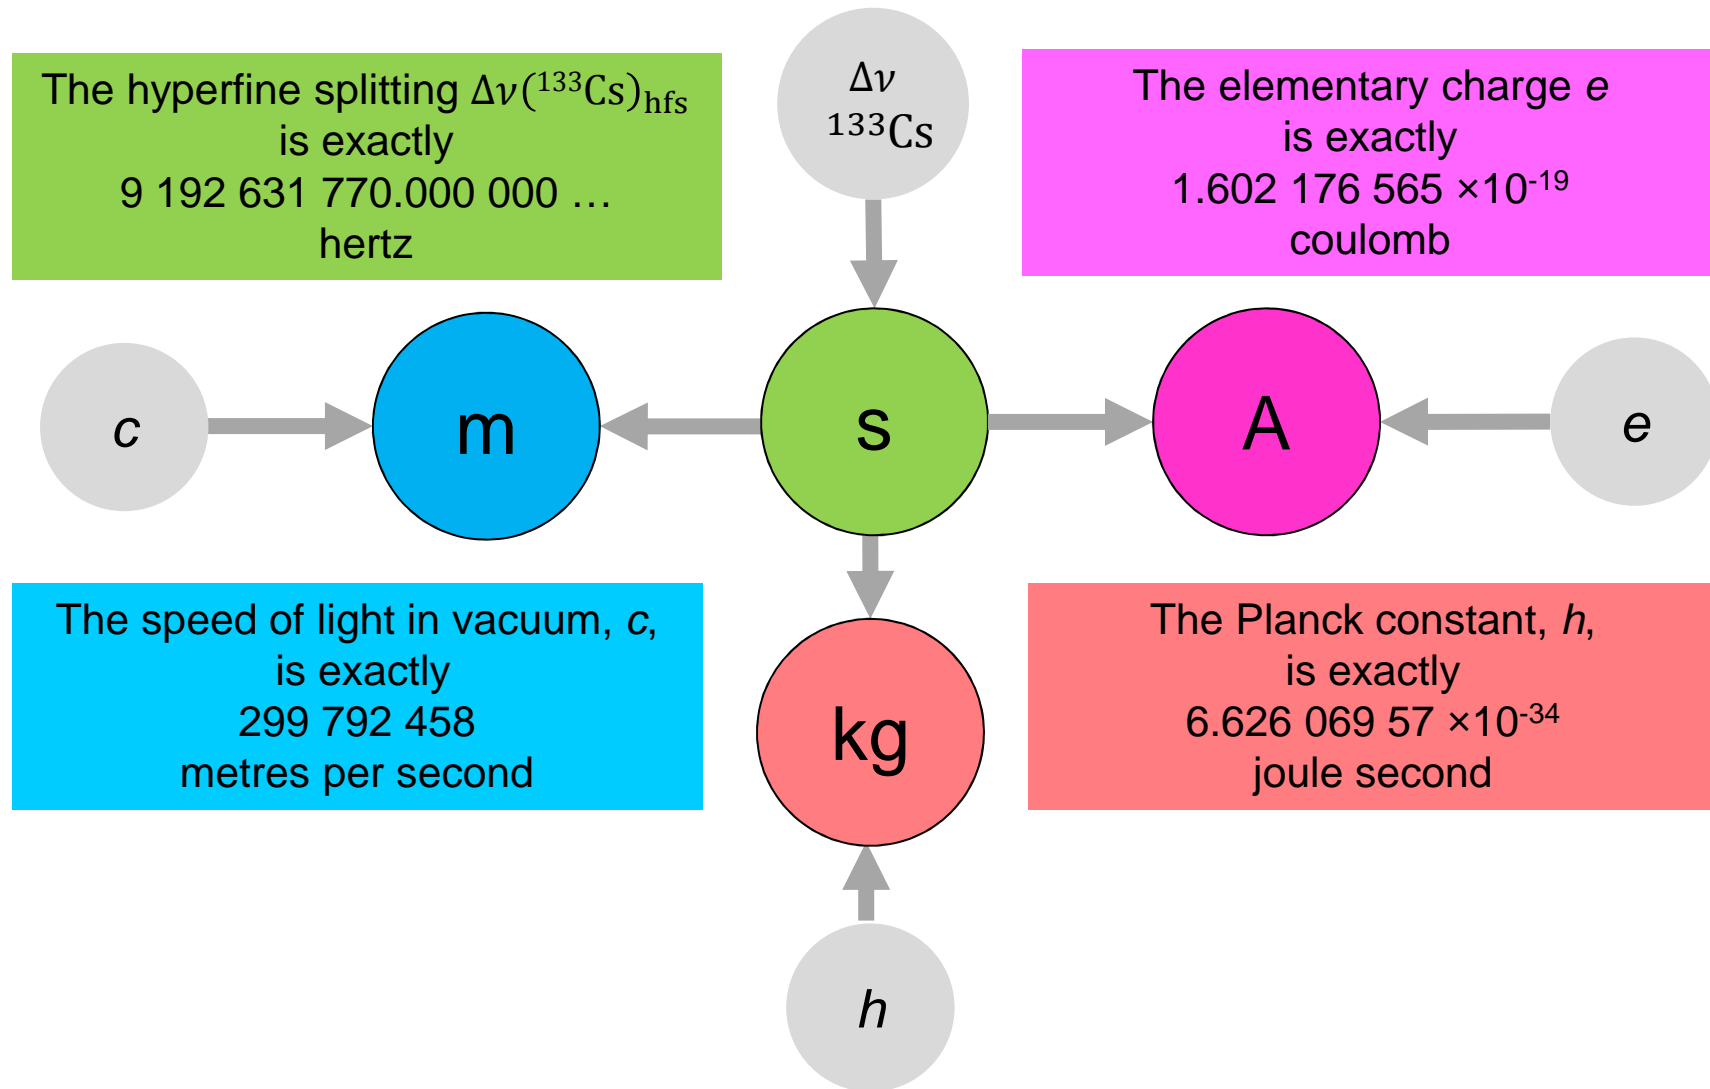 The hyperfine splitting Δν(¹³³Cs)hfs
is exactly
9 192 631 770.000 000 …
hertz
Δν
¹³³Cs
The elementary charge e
is exactly
1.602 176 565 ×10⁻¹⁹
coulomb
c
m
s
A
e
The speed of light in vacuum, c,
is exactly
299 792 458
metres per second
kg
The Planck constant, h,
is exactly
6.626 069 57 ×10⁻³⁴
joule second
h